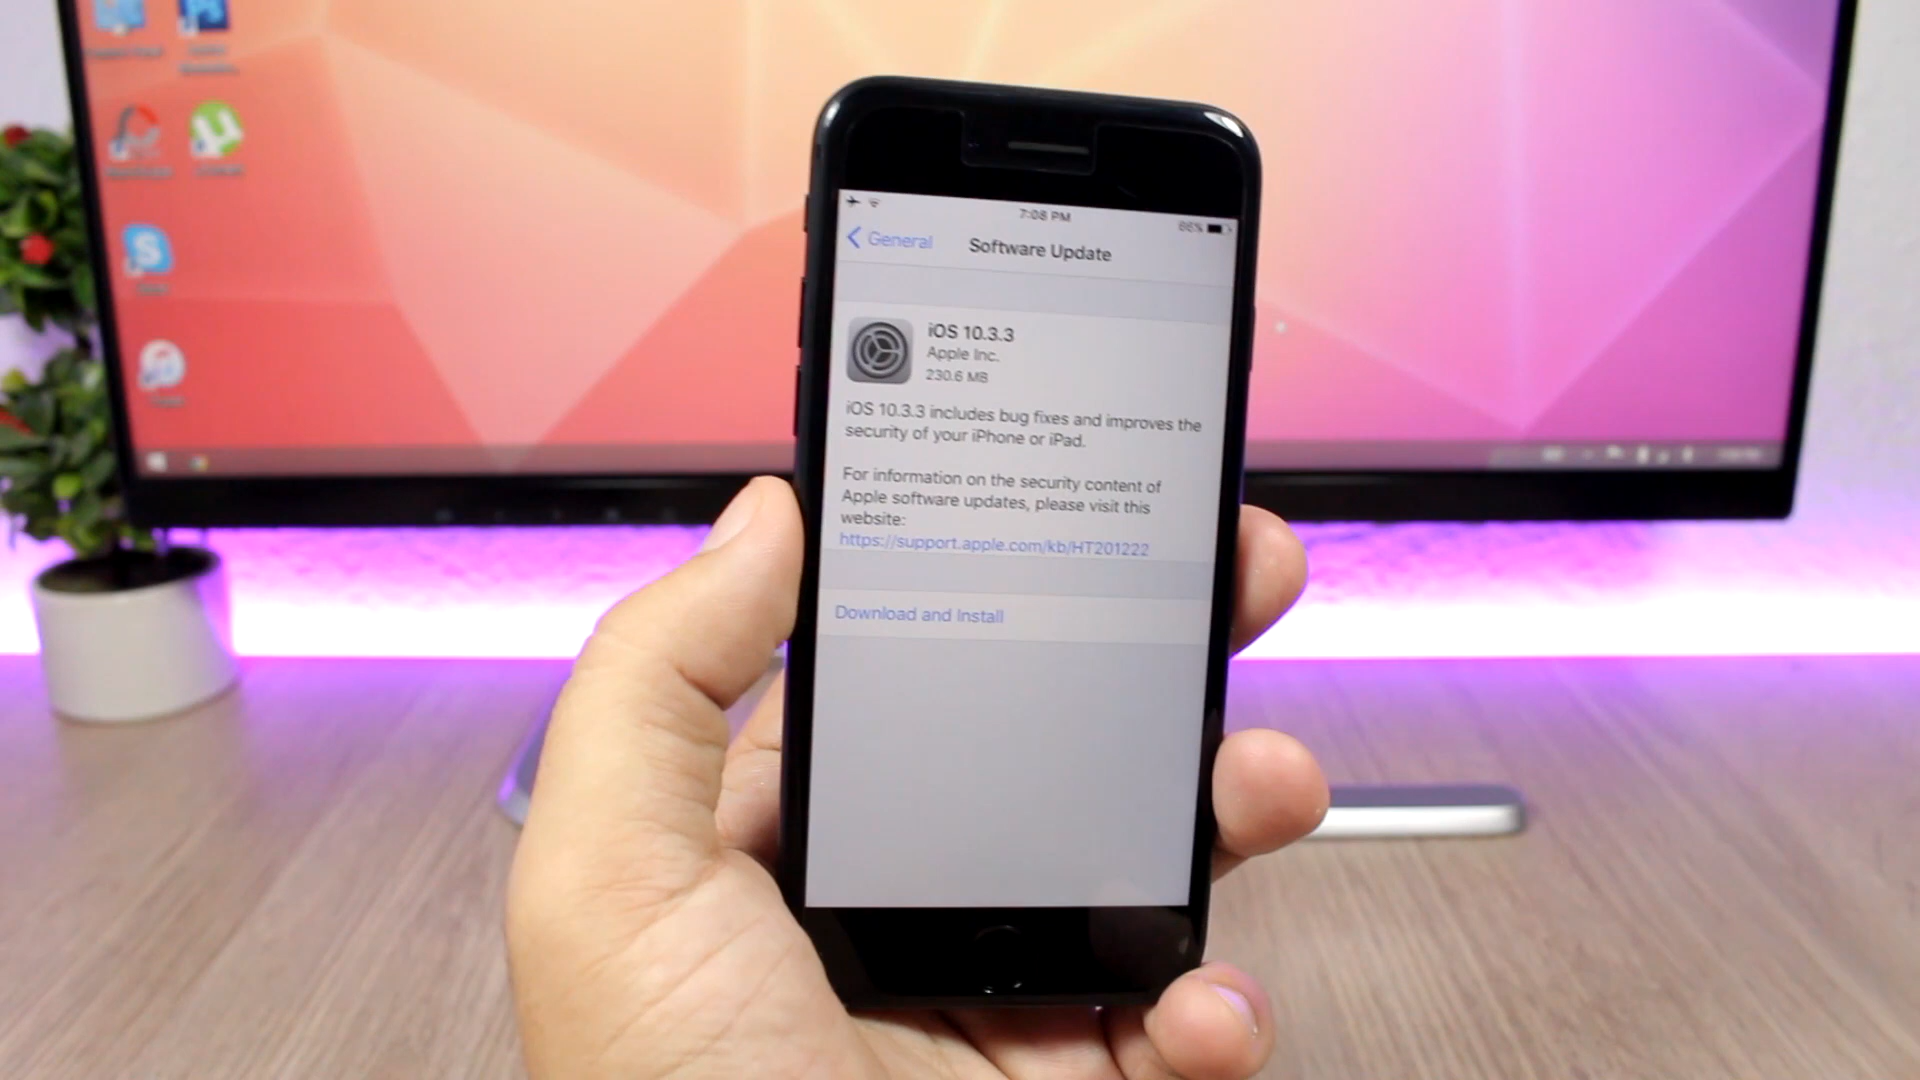 7:08 PM
86%
General
Software Update
iOS 10.3.3
Apple Inc.
230.6 MB
iOS 10.3.3 includes bug fixes and improves the
security of your iPhone or iPad.
For information on the security content of
Apple software updates, please visit this
website:
https://support.apple.com/kb/HT201222
Download and Install